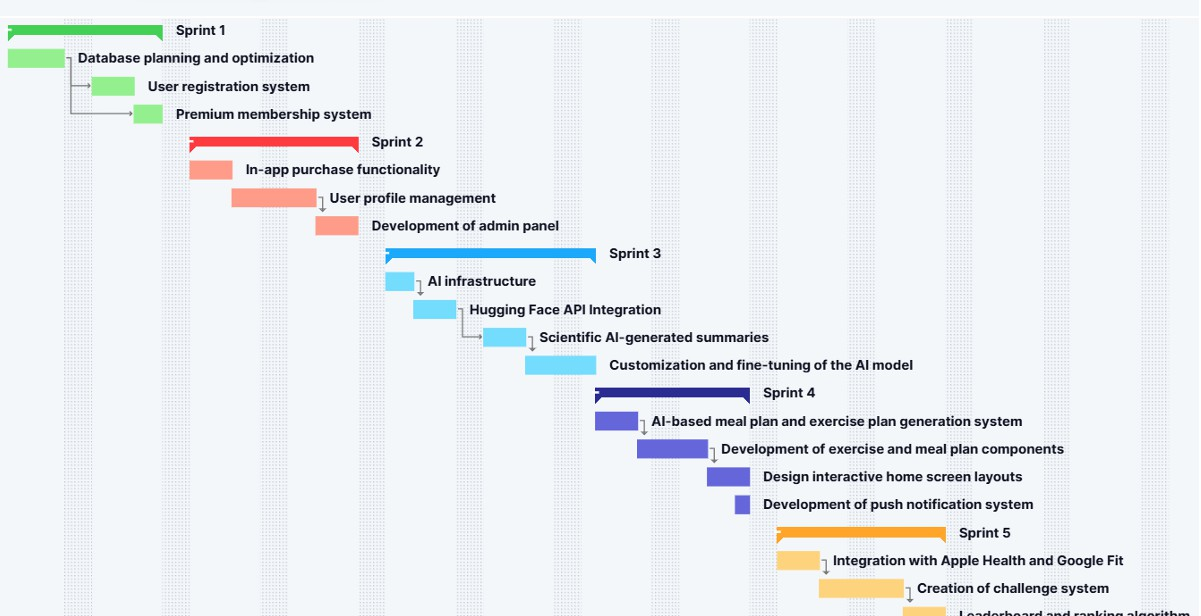 Sprint 1
Database planning and optimization
User registration system
Premium membership system
Sprint 2
In-app purchase functionality
User profile management
Development of admin panel
Sprint 3
AI infrastructure
Hugging Face API Integration
Scientific AI-generated summaries
Customization and fine-tuning of the AI model
Sprint 4
AI-based meal plan and exercise plan generation system
Development of exercise and meal plan components
Design interactive home screen layouts
Development of push notification system
Sprint 5
Integration with Apple Health and Google Fit
Creation of challenge system
Leaderboard and ranking algorithm